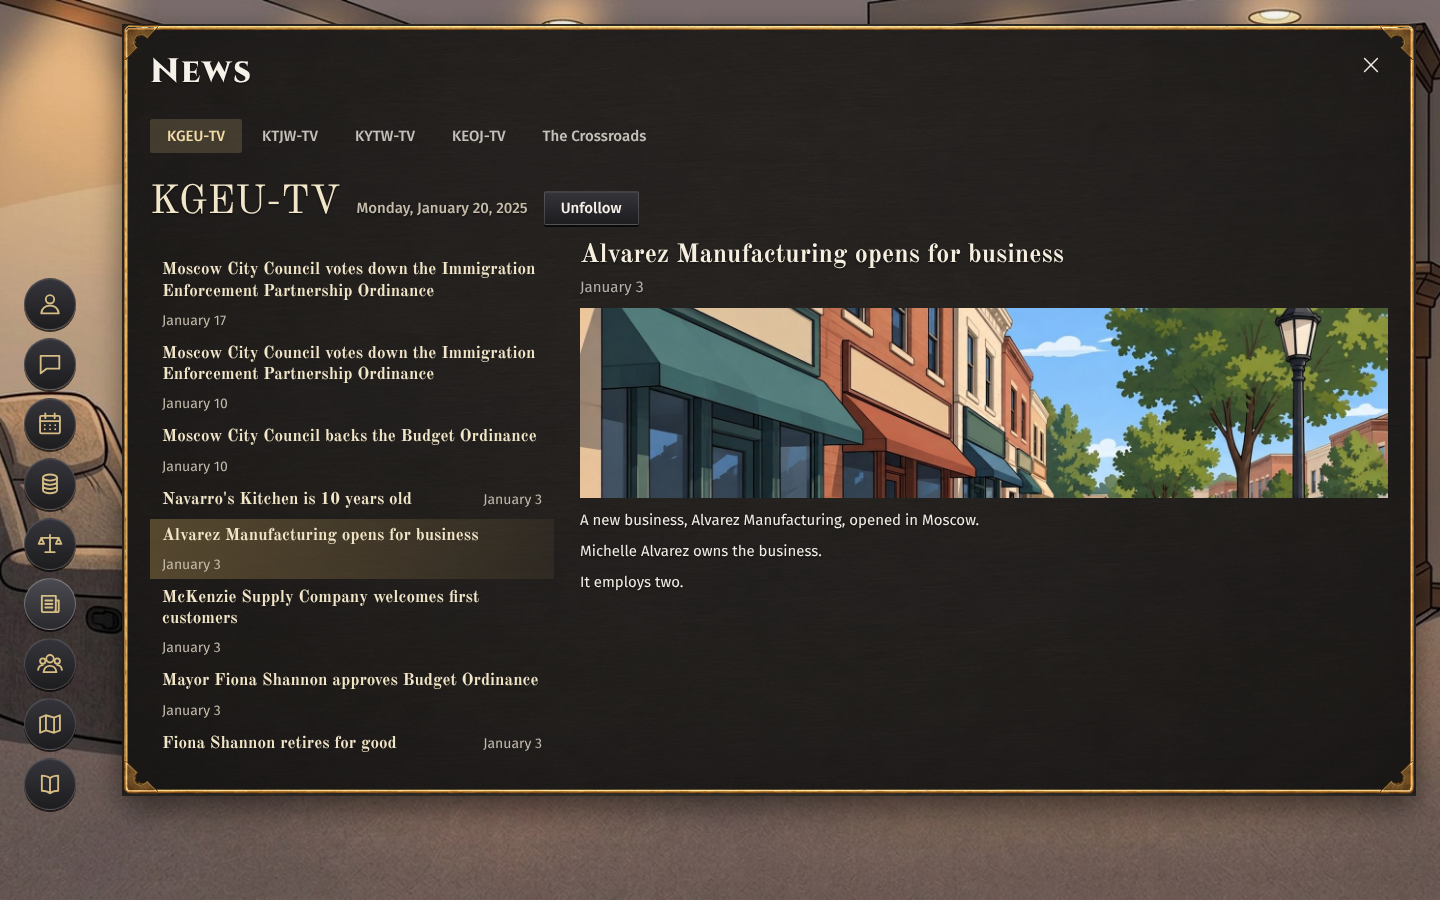 News
KGEU-TV
KTJW-TV
KYTW-TV
KEOJ-TV
The Crossroads
KGEU-TV
Monday, January 20, 2025
Unfollow
Moscow City Council votes down the Immigration
Enforcement Partnership Ordinance
January 17
Moscow City Council votes down the Immigration
Enforcement Partnership Ordinance
January 10
Moscow City Council backs the Budget Ordinance
January 10
Navarro's Kitchen is 10 years old
January 3
Alvarez Manufacturing opens for business
January 3
McKenzie Supply Company welcomes first
customers
January 3
Mayor Fiona Shannon approves Budget Ordinance
January 3
Fiona Shannon retires for good
January 3
Alvarez Manufacturing opens for business
January 3
A new business, Alvarez Manufacturing, opened in Moscow.
Michelle Alvarez owns the business.
It employs two.